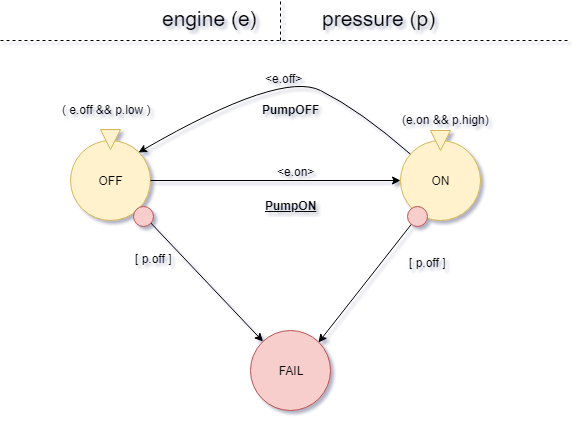 engine (e)
pressure (p)
<e.off>
( e.off && p.low )
PumpOFF
(e.on && p.high)
OFF
<e.on>
ON
PumpON
[ p.off ]
[ p.off ]
FAIL